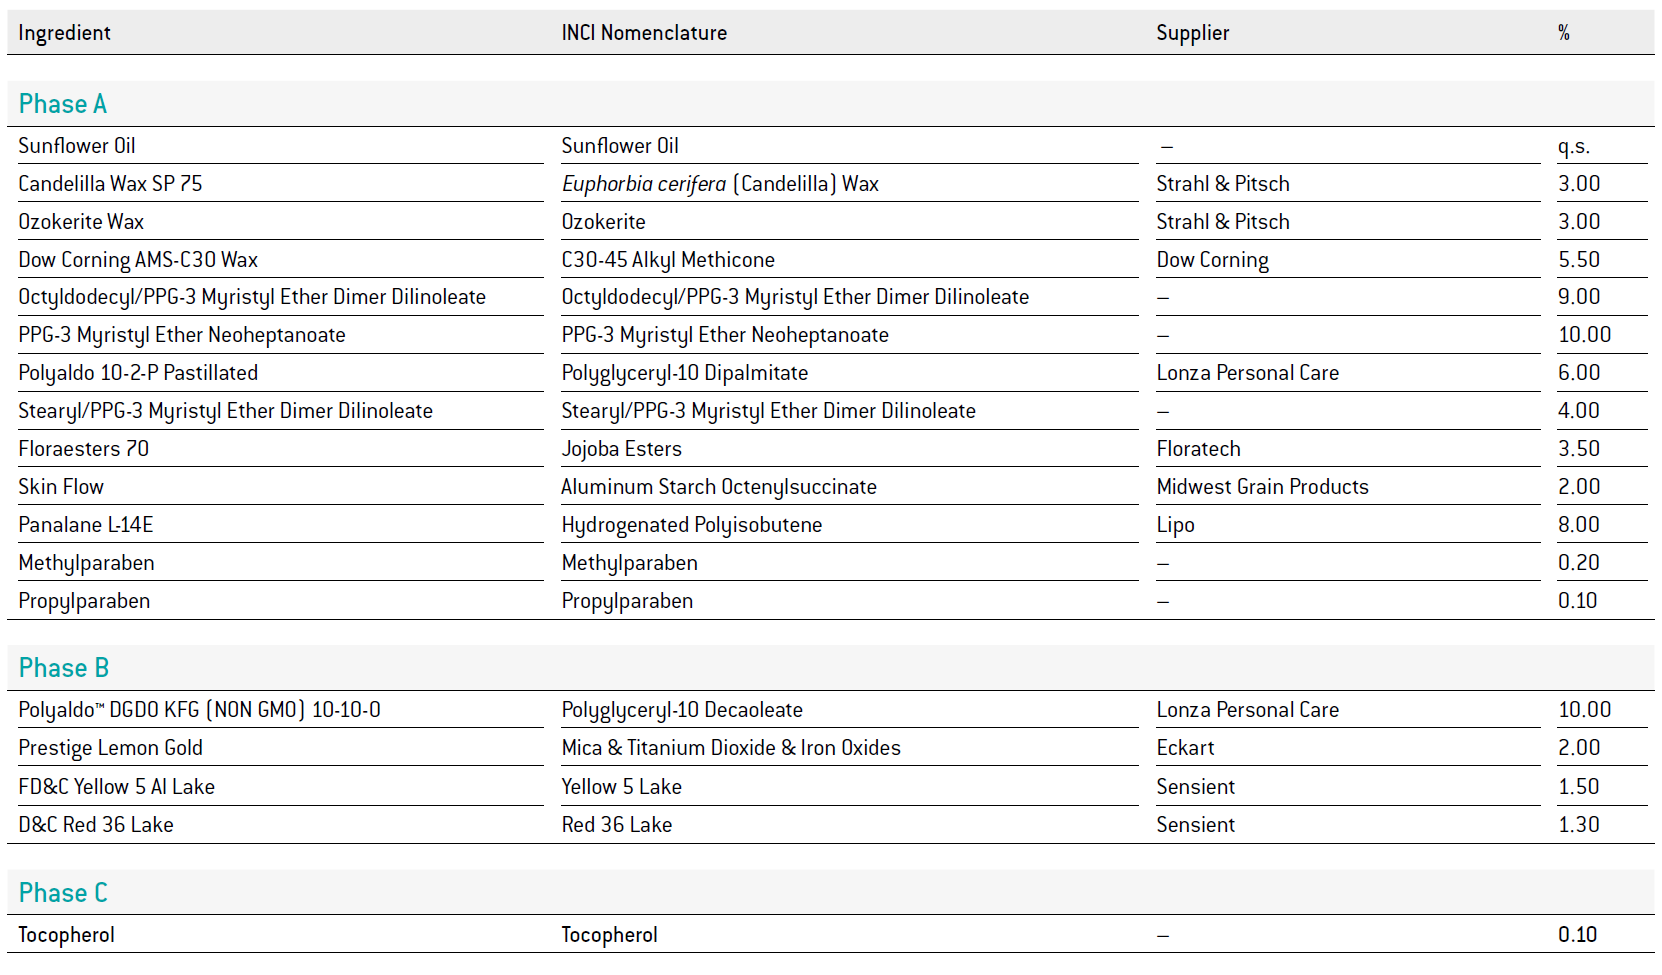 Ingredient INCI Nomenclature Supplier %
Phase A
Sunflower Oil Sunflower Oil – q.s.
Candelilla Wax SP 75 Euphorbia cerifera (Candelilla) Wax Strahl & Pitsch 3.00
Ozokerite Wax Ozokerite Strahl & Pitsch 3.00
Dow Corning AMS-C30 Wax C30-45 Alkyl Methicone Dow Corning 5.50
Octyldodecyl/PPG-3 Myristyl Ether Dimer Dilinoleate Octyldodecyl/PPG-3 Myristyl Ether Dimer Dilinoleate – 9.00
PPG-3 Myristyl Ether Neoheptanoate PPG-3 Myristyl Ether Neoheptanoate – 10.00
Polyaldo 10-2-P Pastillated Polyglyceryl-10 Dipalmitate Lonza Personal Care 6.00
Stearyl/PPG-3 Myristyl Ether Dimer Dilinoleate Stearyl/PPG-3 Myristyl Ether Dimer Dilinoleate – 4.00
Floraesters 70 Jojoba Esters Floratech 3.50
Skin Flow Aluminum Starch Octenylsuccinate Midwest Grain Products 2.00
Panalane L-14E Hydrogenated Polyisobutene Lipo 8.00
Methylparaben Methylparaben – 0.20
Propylparaben Propylparaben – 0.10
Phase B
Polyaldo™ DGDO KFG (NON GMO) 10-10-O Polyglyceryl-10 Decaoleate Lonza Personal Care 10.00
Prestige Lemon Gold Mica & Titanium Dioxide & Iron Oxides Eckart 2.00
FD&C Yellow 5 Al Lake Yellow 5 Lake Sensient 1.50
D&C Red 36 Lake Red 36 Lake Sensient 1.30
Phase C
Tocopherol Tocopherol – 0.10